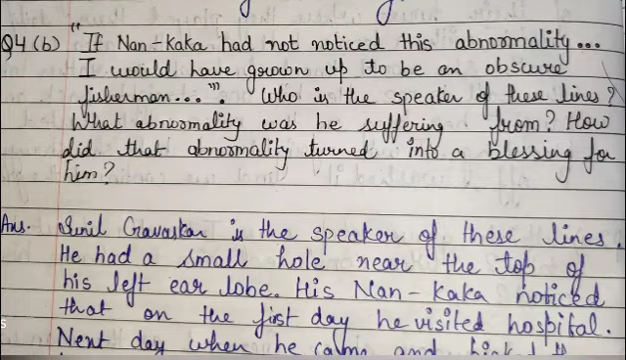 Q4(b) "If Nan-Kaka had not noticed this abnormality...
I would have grown up to be an obscure
fisherman...". Who is the speaker of these lines?
What abnormality was he suffering from? How
did that abnormality turned into a blessing for
him?
Ans. Sunil Gavaskar is the speaker of these lines.
He had a small hole near the top of
his left ear lobe. His Nan-Kaka noticed
that on the first day he visited hospital.
Next day when he came and